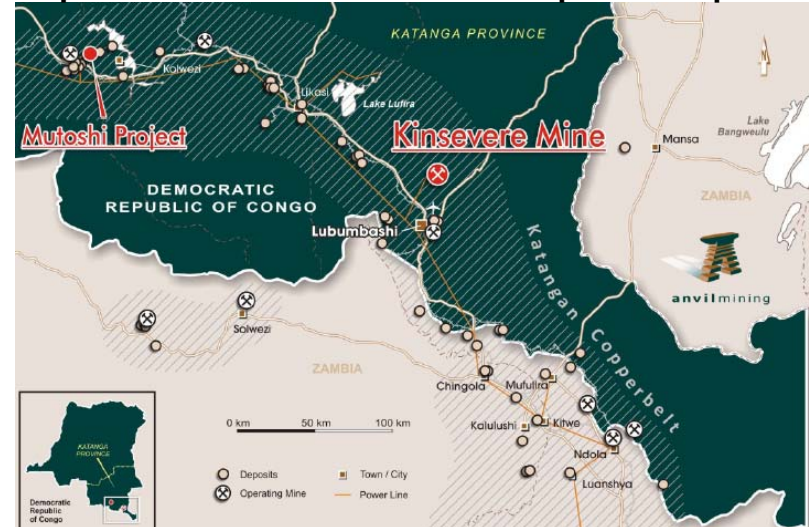 KATANGA PROVINCE
Kolwezi
Likasi
Lake Lufira
Mutoshi Project
Kinsevere Mine
Lake
Bangweulu
Mansa
DEMOCRATIC
REPUBLIC OF CONGO
ZAMBIA
Lubumbashi
Katangan Copperbelt
anvilmining
Solwezi
ZAMBIA
Chingola
Mufulira
Kalulushi
Kitwe
Ndola
Luanshya
0 km 50 km 100 km
Deposits
Town / City
Operating Mine
Power Line
KATANGA
PROVINCE
Democratic
Republic
of Congo